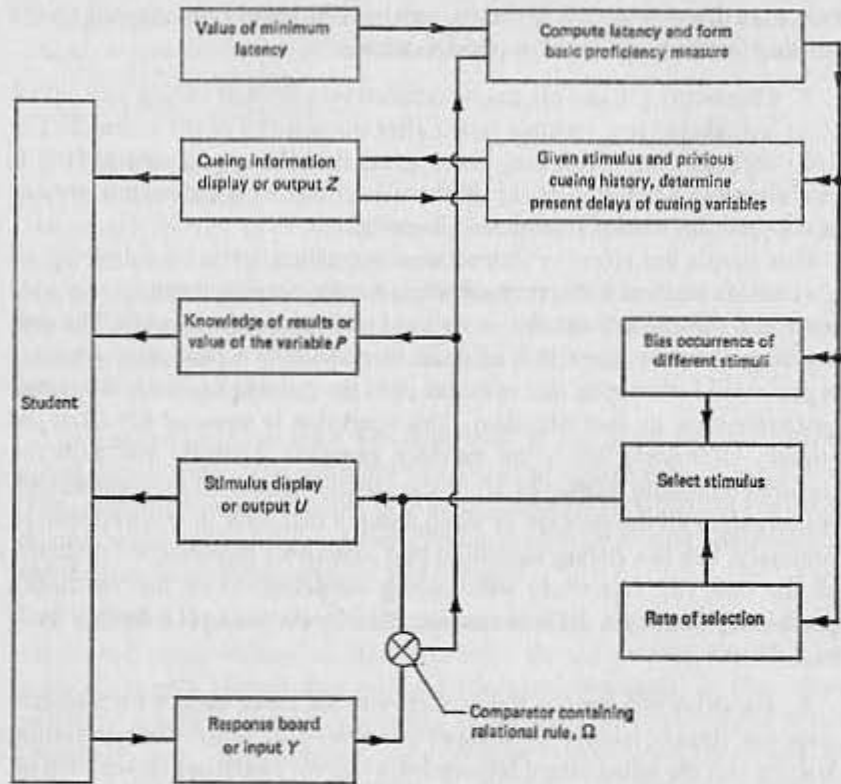 Value of minimum
latency
Compute latency and form
basic proficiency measure
Cueing information
display or output Z
Given stimulus and privious
cueing history, determine
present delays of cueing variables
Knowledge of results or
value of the variable P
Bias occurrence of
different stimuli
Student
Stimulus display
or output U
Select stimulus
Rate of selection
Response board
or input Y
Comparator containing
relational rule, Ω